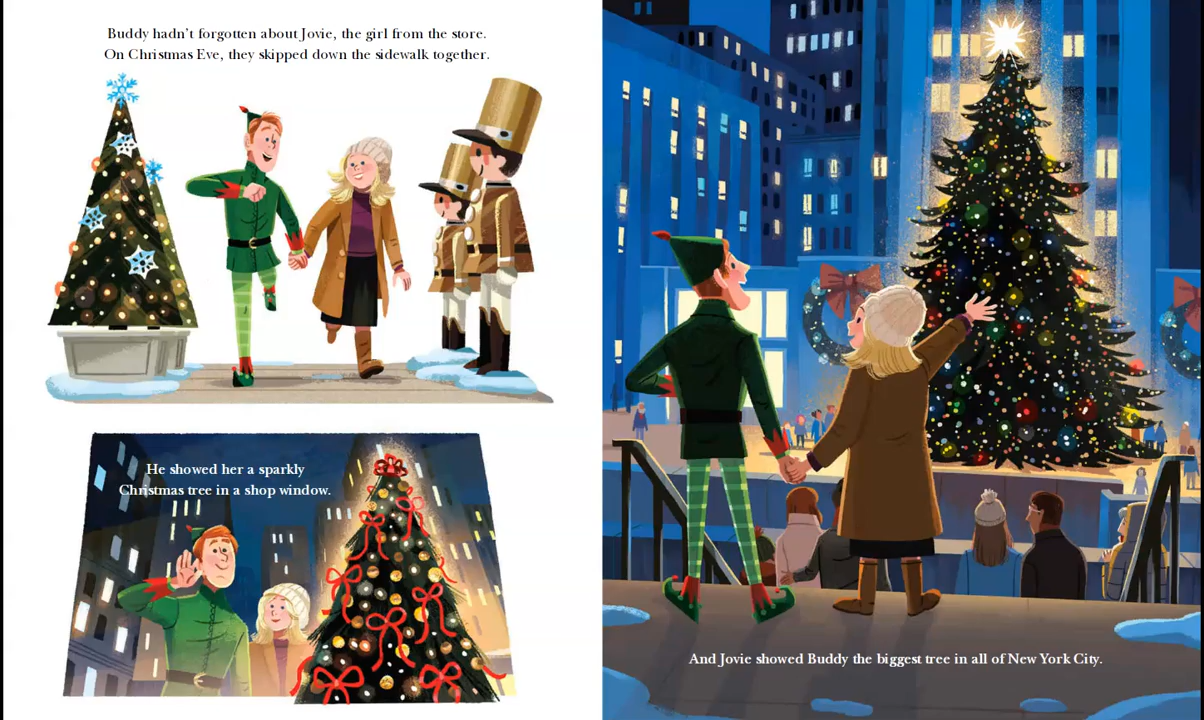 Buddy hadn't forgotten about Jovie, the girl from the store.
On Christmas Eve, they skipped down the sidewalk together.
He showed her a sparkly
Christmas tree in a shop window.
And Jovie showed Buddy the biggest tree in all of New York City.